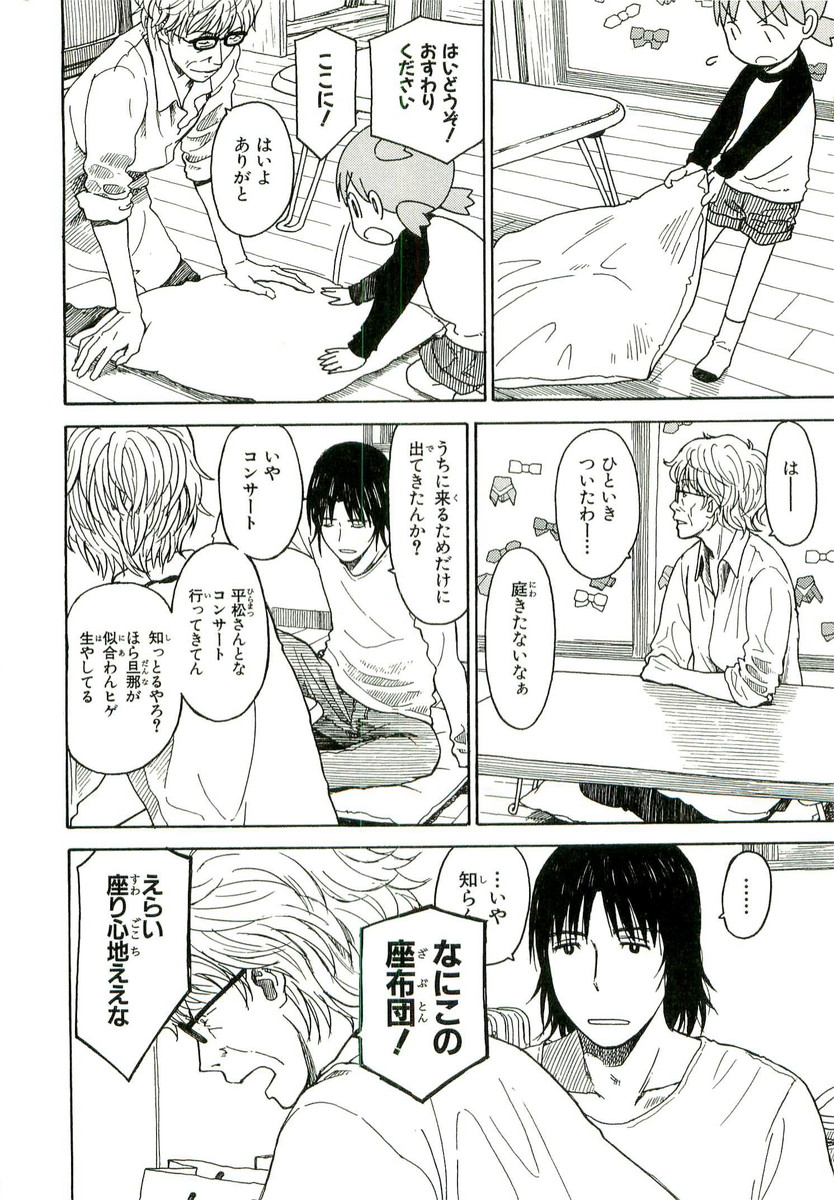 はいどうぞ！
おすわり
ください
ここに！
はいよ
ありがと
はー
ひといき
ついたわー…
庭きたないなぁ
うちに来るためだけに
出てきたんか？
いや
コンサート
平松さんとな
コンサート
行ってきてん
知っとるやろ？
ほら旦那が
似合わんヒゲ
生やしてる
……
…いや
知らん
なにこの
座布団！
えらい
座り心地ええな